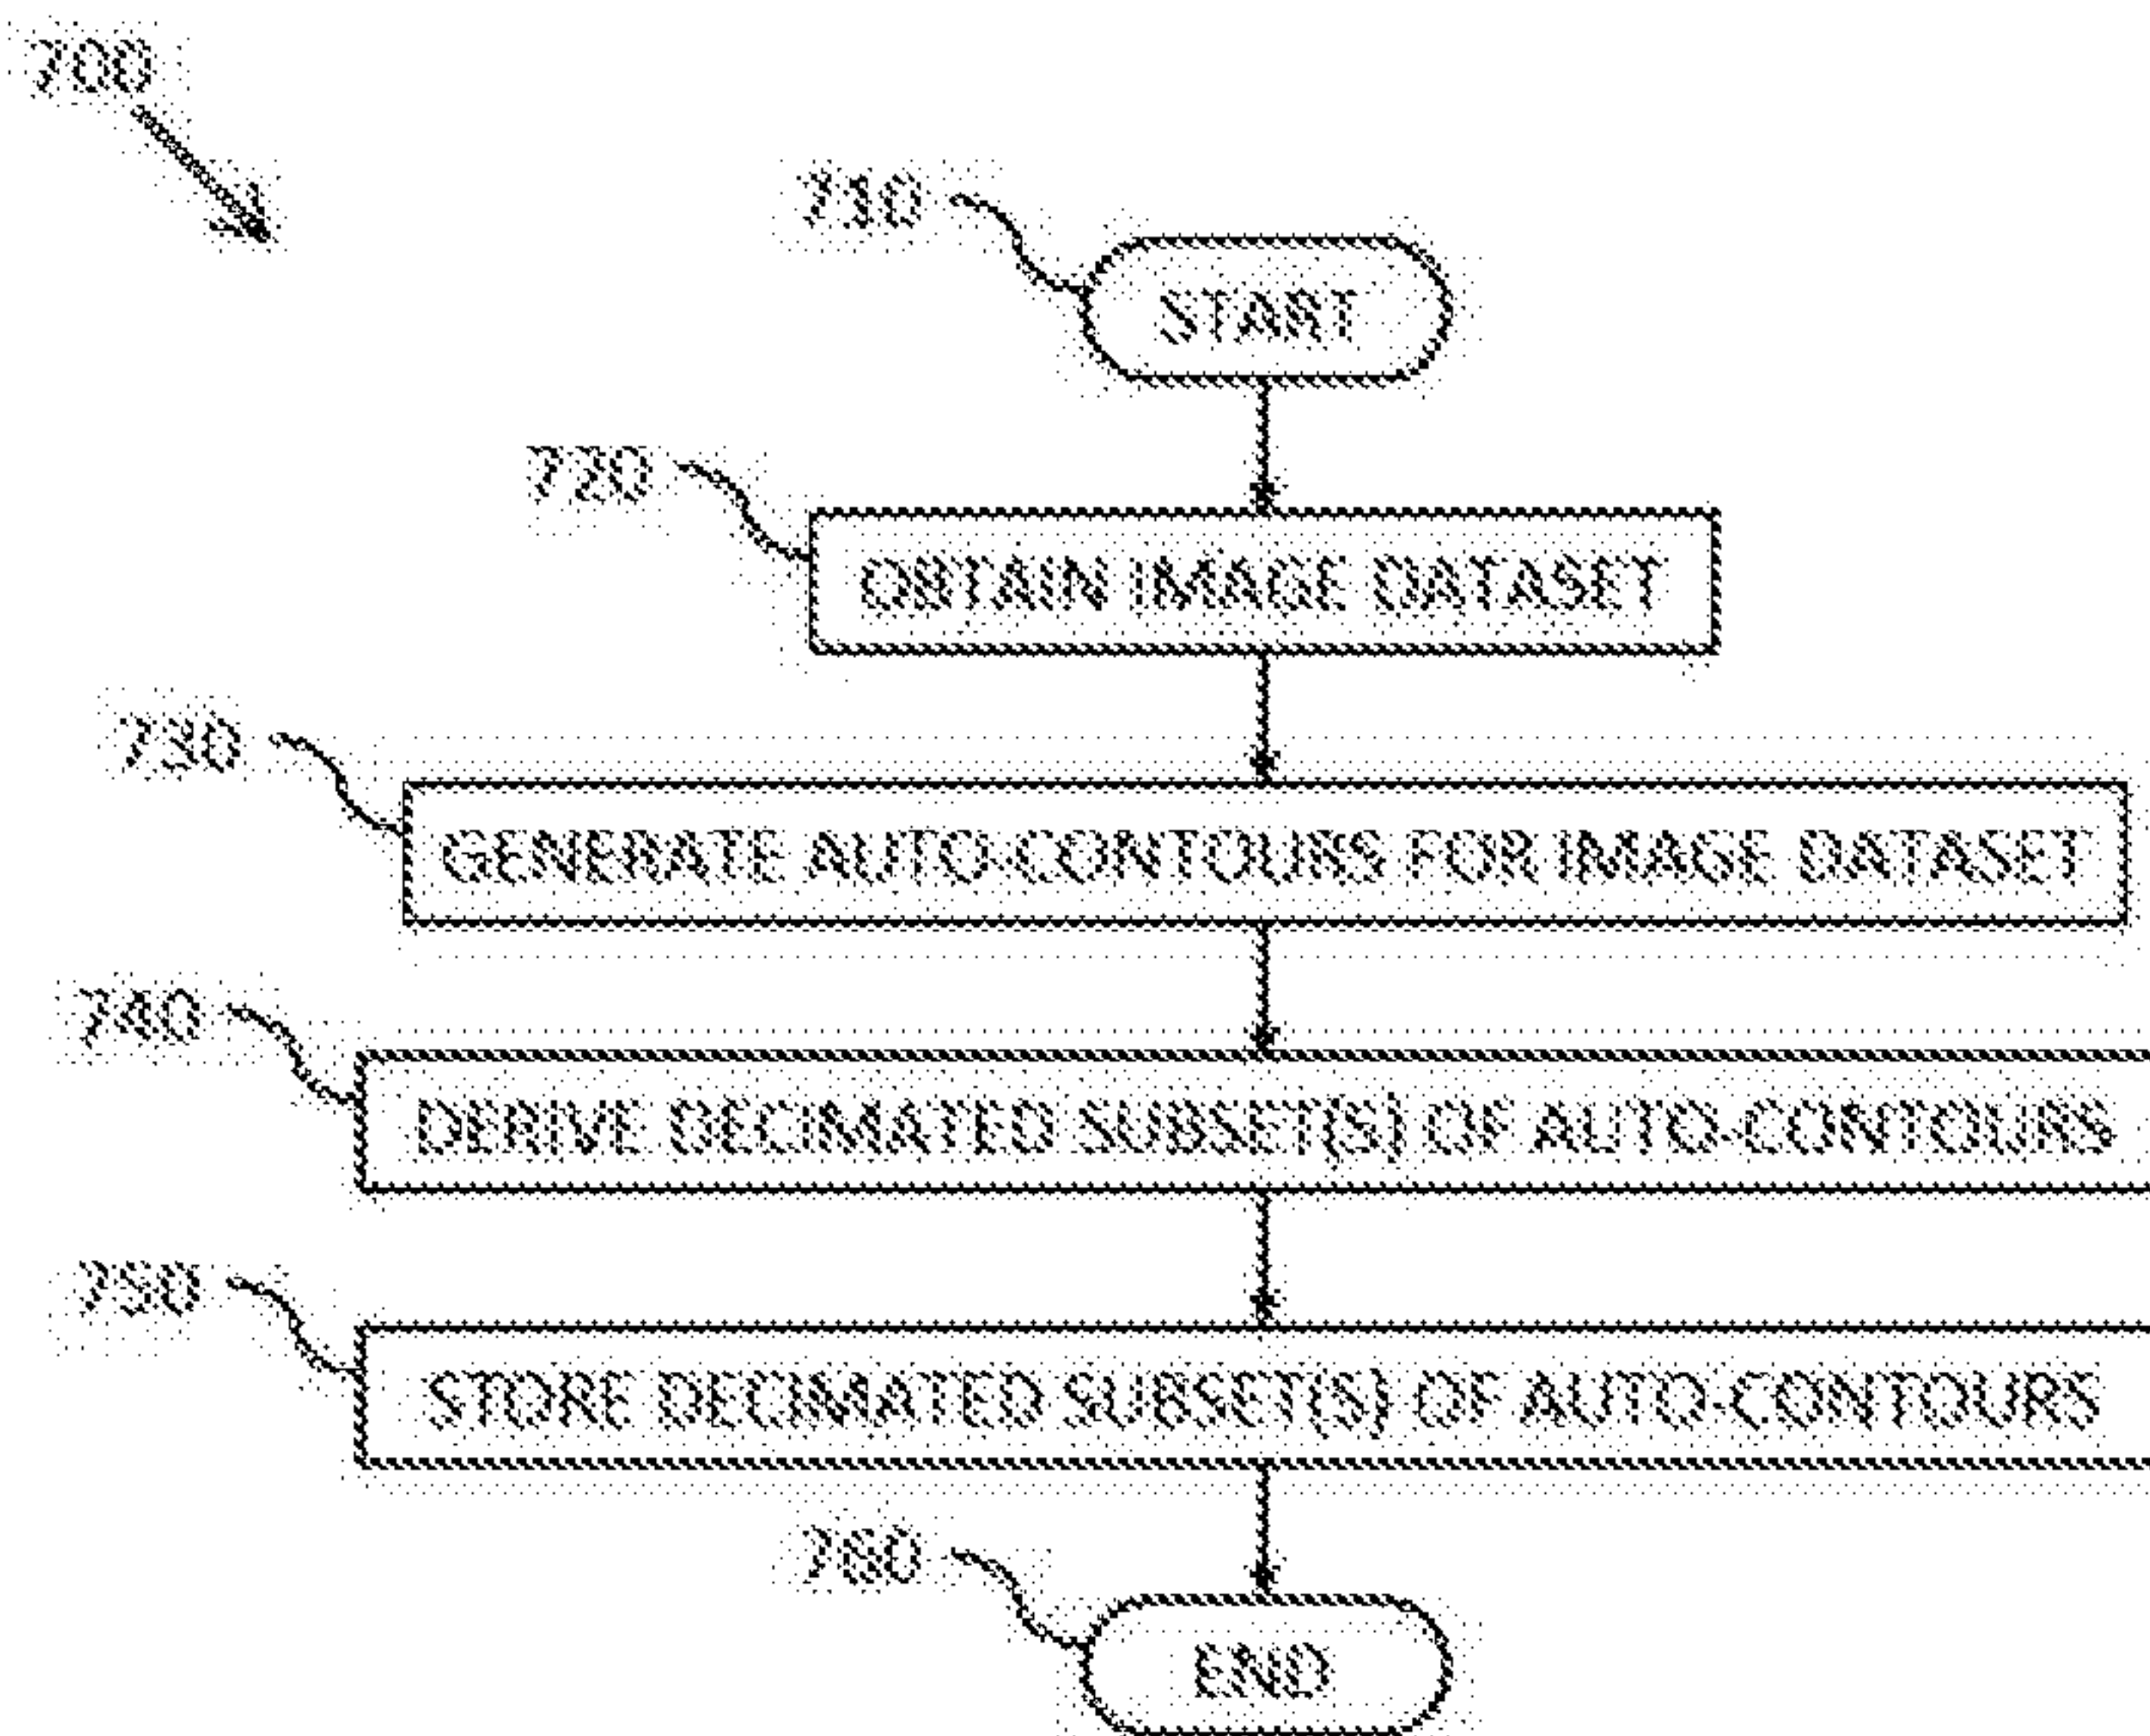 700
710
START
720
OBTAIN IMAGE DATASET
730
GENERATE AUTO-CONTOURS FOR IMAGE DATASET
740
DERIVE DECIMATED SUBSET(S) OF AUTO-CONTOURS
750
STORE DECIMATED SUBSET(S) OF AUTO-CONTOURS
760
END